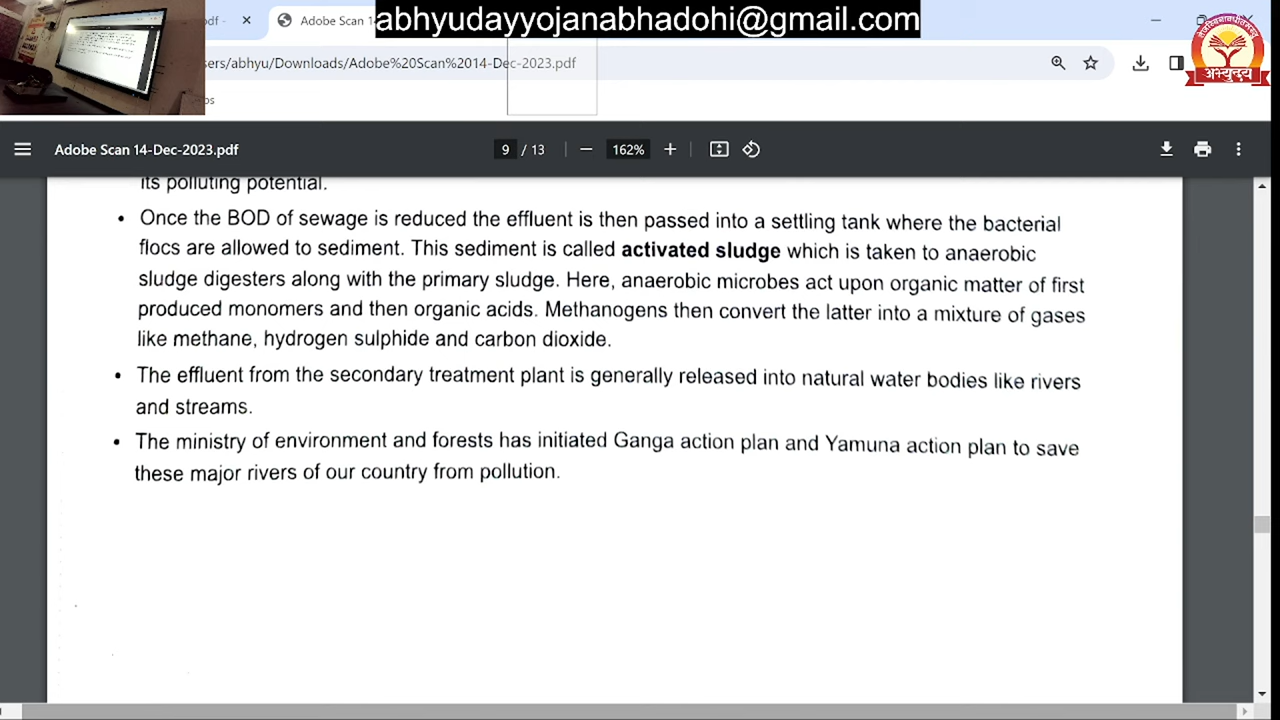 abhyudayyojanabhadohi@gmail.com
Adobe Scan 14
ers/abhyu/Downloads/Adobe%20Scan%2014-Dec-2023.pdf
अभ्युदय
Adobe Scan 14-Dec-2023.pdf
9 / 13
162%
its polluting potential.
• Once the BOD of sewage is reduced the effluent is then passed into a settling tank where the bacterial
flocs are allowed to sediment. This sediment is called activated sludge which is taken to anaerobic
sludge digesters along with the primary sludge. Here, anaerobic microbes act upon organic matter of first
produced monomers and then organic acids. Methanogens then convert the latter into a mixture of gases
like methane, hydrogen sulphide and carbon dioxide.
• The effluent from the secondary treatment plant is generally released into natural water bodies like rivers
and streams.
• The ministry of environment and forests has initiated Ganga action plan and Yamuna action plan to save
these major rivers of our country from pollution.